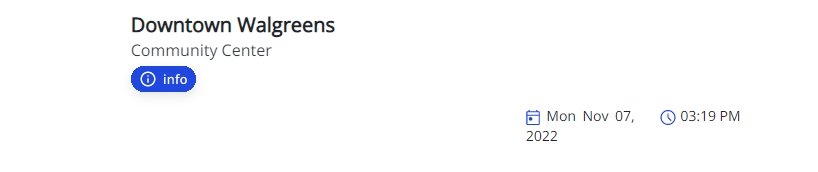 Downtown Walgreens
Community Center
info
Mon Nov 07, 03:19 PM
2022